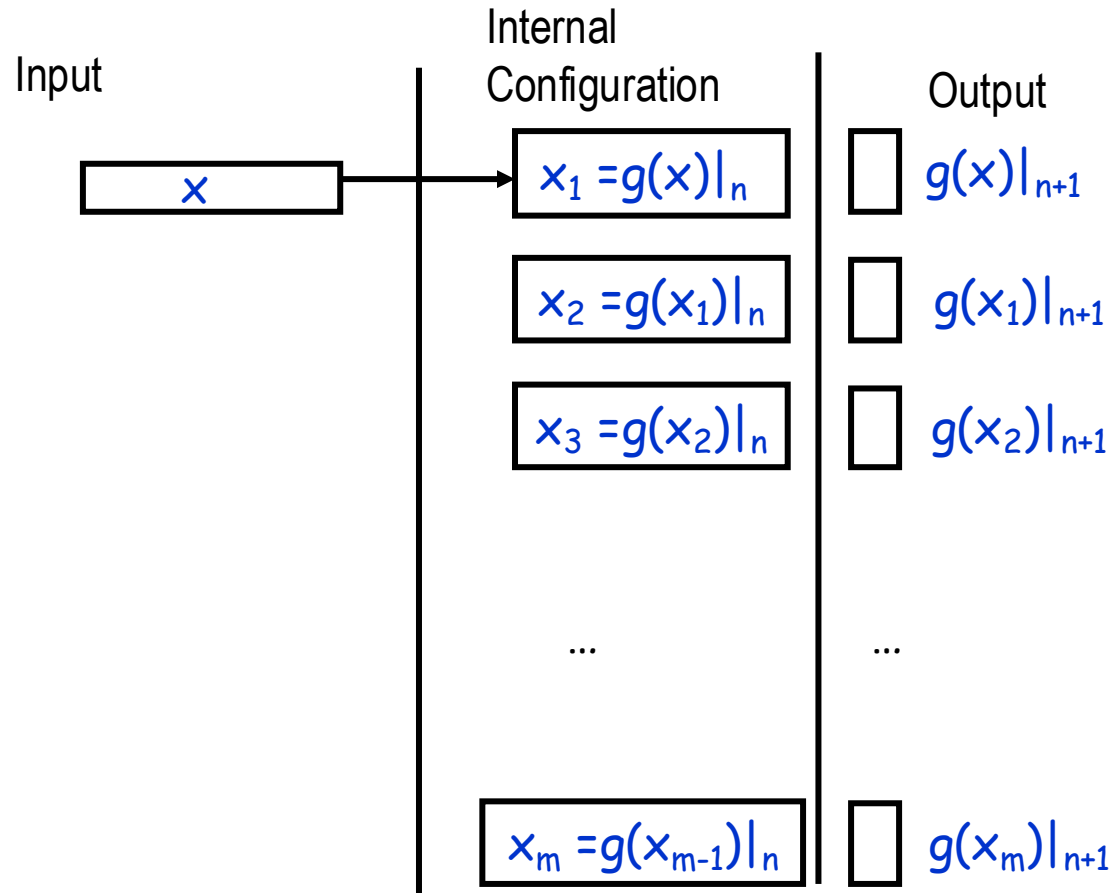 Input
Internal
Configuration
Output
x
x₁ =g(x)|ₙ
g(x)|ₙ₊₁
x₂ =g(x₁)|ₙ
g(x₁)|ₙ₊₁
x₃ =g(x₂)|ₙ
g(x₂)|ₙ₊₁
...
...
xₘ =g(xₘ₋₁)|ₙ
g(xₘ)|ₙ₊₁